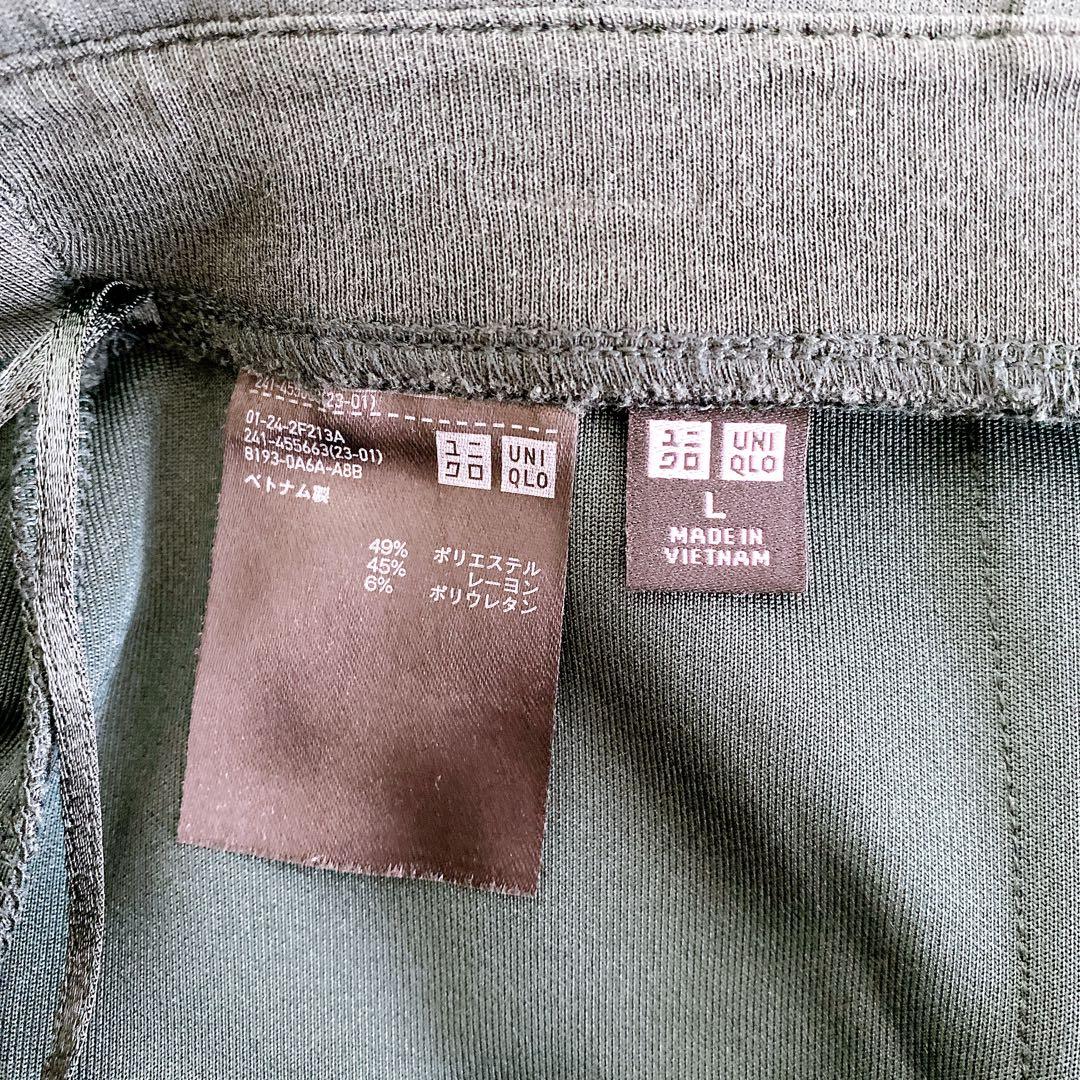 241-455663(23-01)
01-24-2F213A
241-455663(23-01)
8193-0A6A-A8B
ベトナム製
ユニ
クロ
UNI
QLO
49% ポリエステル
45% レーヨン
6% ポリウレタン
ユニ
クロ
UNI
QLO
L
MADE IN
VIETNAM